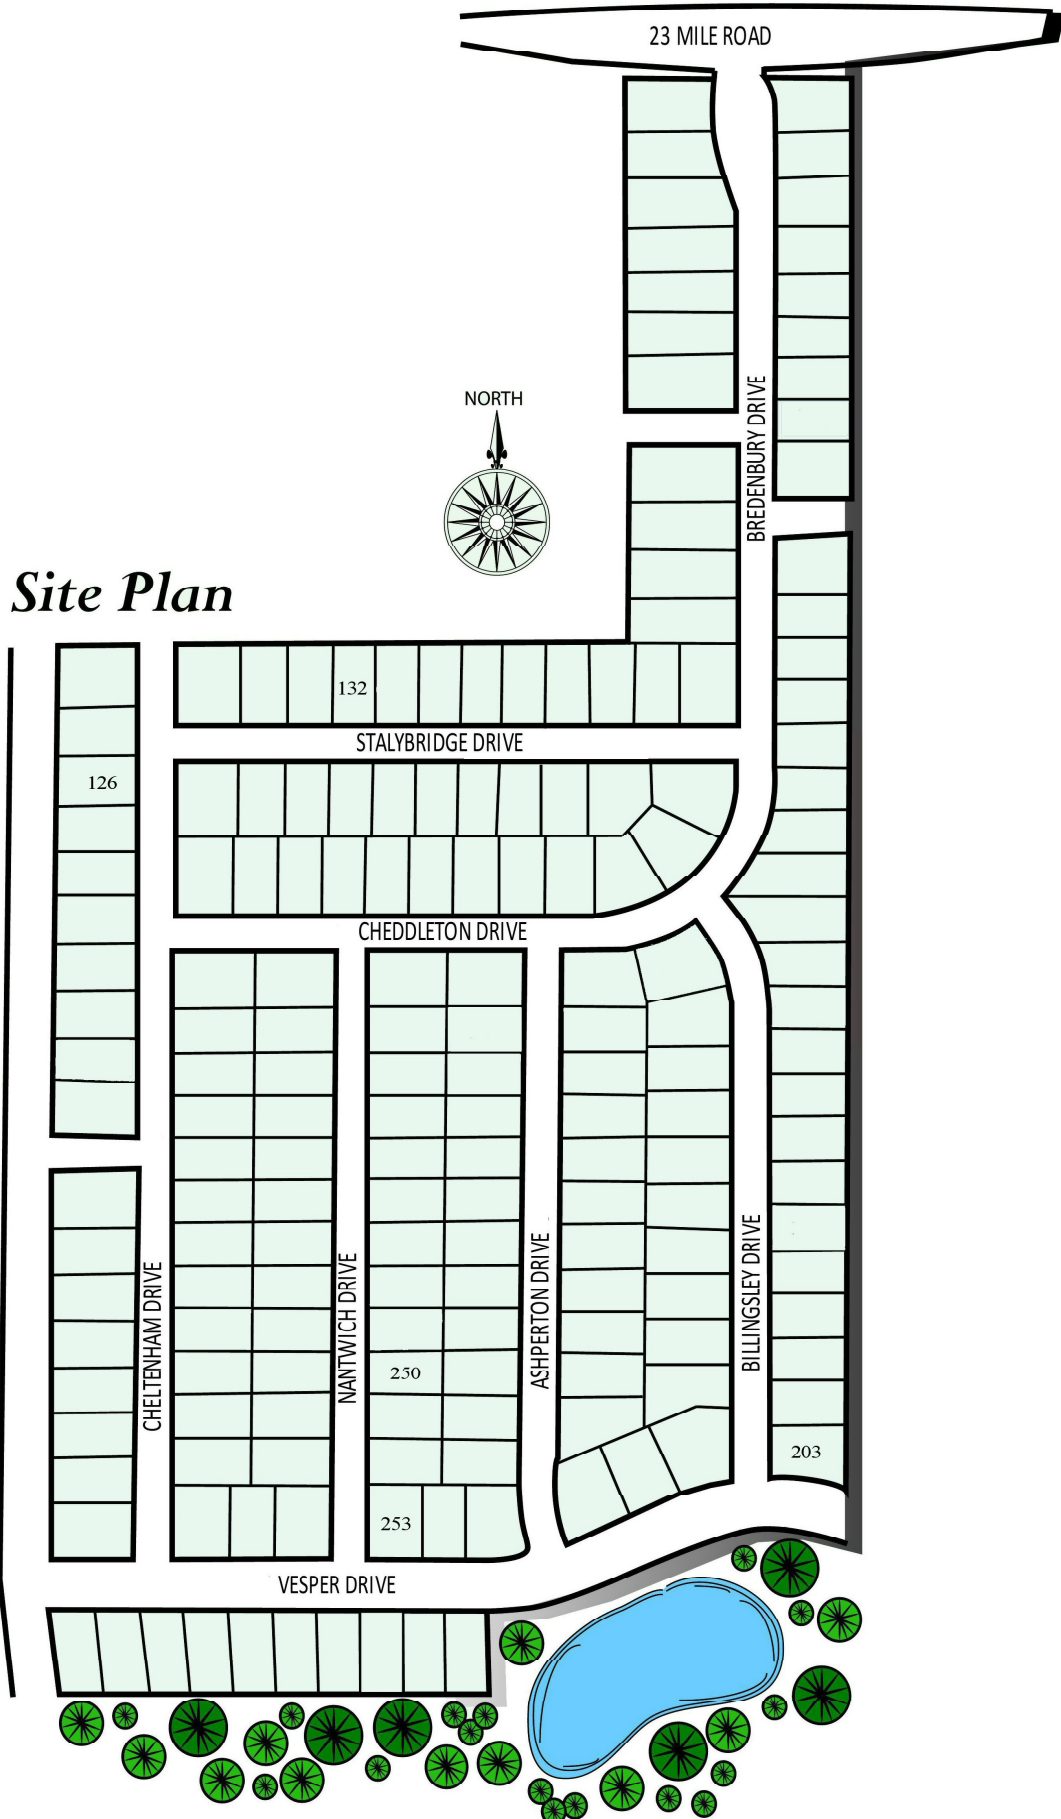 23 MILE ROAD
NORTH
BREDENBURY DRIVE
Site Plan
132
STALYBRIDGE DRIVE
126
CHEDDLETON DRIVE
CHELTENHAM DRIVE
NANTWICH DRIVE
ASHPERTON DRIVE
BILLINGSLEY DRIVE
250
203
253
VESPER DRIVE